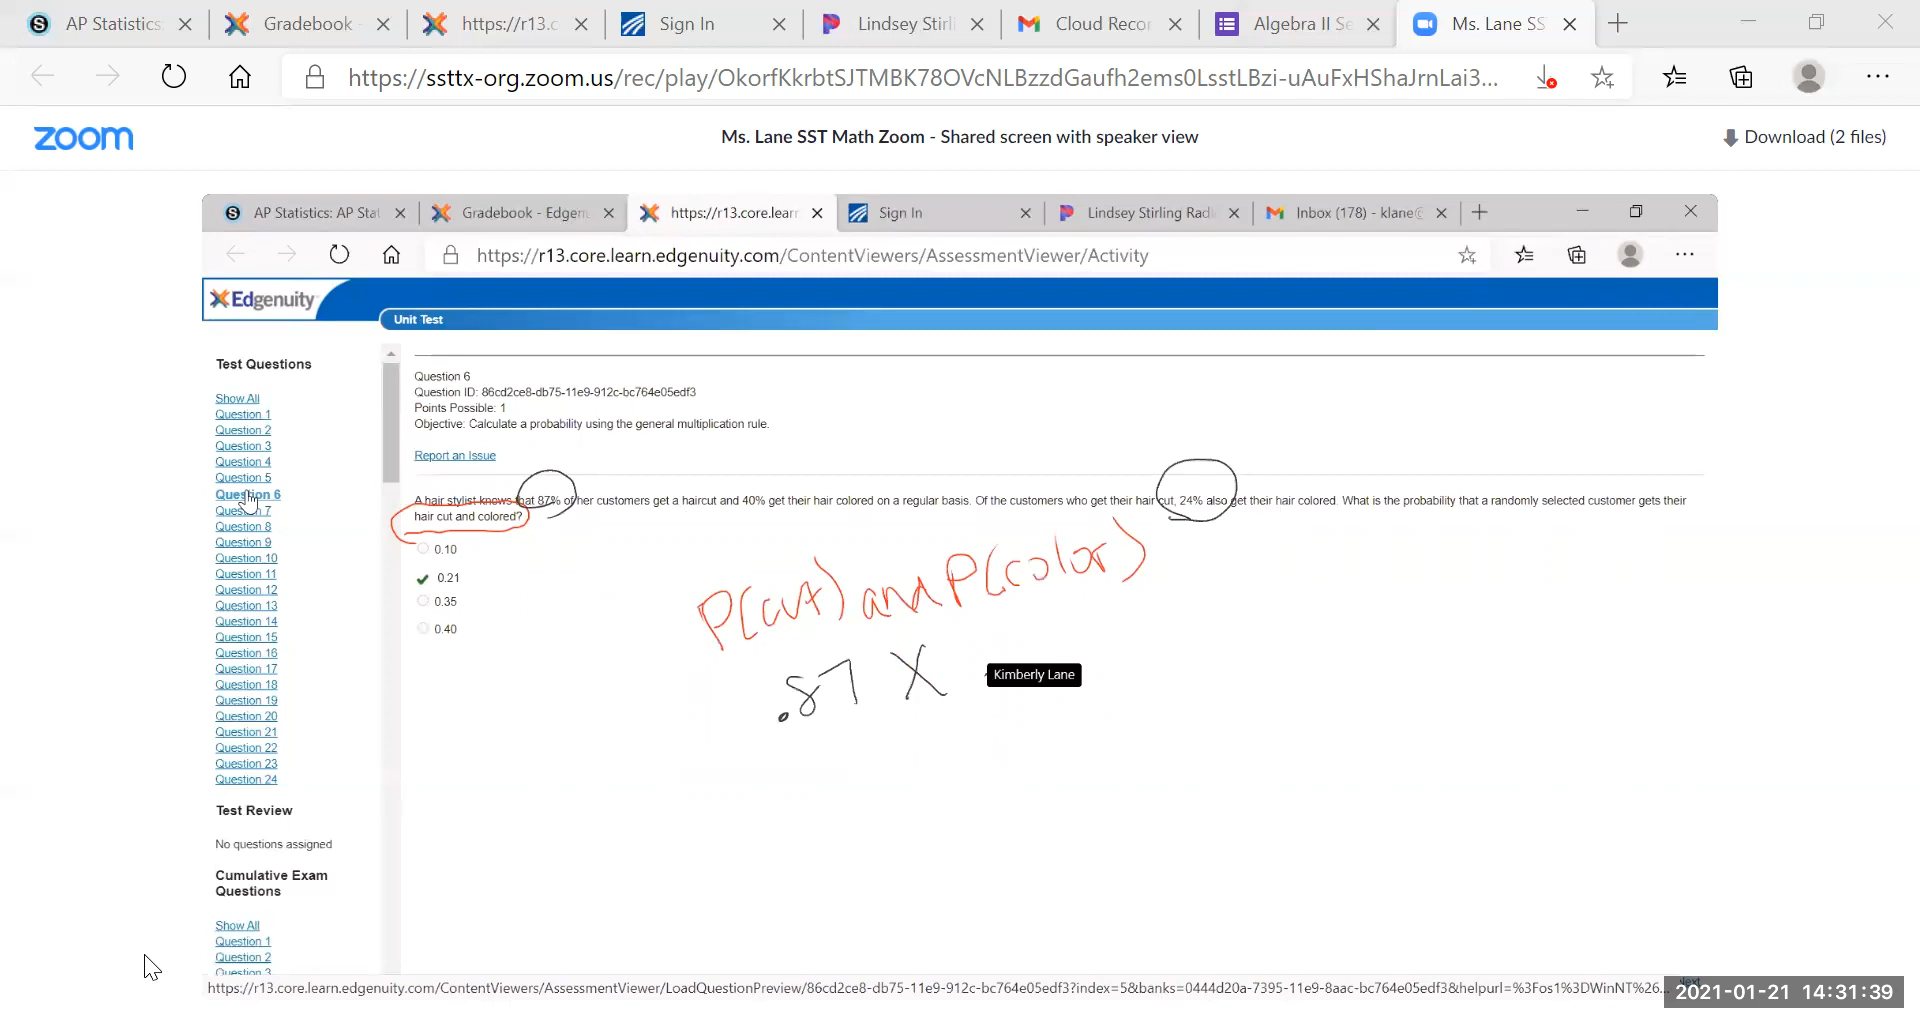 AP Statistics:
Gradebook -
https://r13.c
Sign In
Lindsey Stirli
Cloud Recor
Algebra II Se
Ms. Lane SS
https://ssttx-org.zoom.us/rec/play/OkorfKkrbtSJTMBK78OVcNLBzzdGaufh2ems0LsstLBzi-uAuFxHShaJrnLai3...
zoom
Ms. Lane SST Math Zoom - Shared screen with speaker view
Download (2 files)
AP Statistics: AP Stat
Gradebook - Edgen
https://r13.core.learn
Sign In
Lindsey Stirling Radi
Inbox (178) - klane@
https://r13.core.learn.edgenuity.com/ContentViewers/AssessmentViewer/Activity
Edgenuity
Unit Test
Test Questions
Show All
Question 1
Question 2
Question 3
Question 4
Question 5
Question 6
Question 7
Question 8
Question 9
Question 10
Question 11
Question 12
Question 13
Question 14
Question 15
Question 16
Question 17
Question 18
Question 19
Question 20
Question 21
Question 22
Question 23
Question 24
Test Review
No questions assigned
Cumulative Exam
Questions
Show All
Question 1
Question 2
Question 3
Question 6
Question ID: 86cd2ce8-db75-11e9-912c-bc764e05edf3
Points Possible: 1
Objective: Calculate a probability using the general multiplication rule.
Report an Issue
A hair stylist knows that 87% of her customers get a haircut and 40% get their hair colored on a regular basis. Of the customers who get their hair cut, 24% also get their hair colored. What is the probability that a randomly selected customer gets their
hair cut and colored?
0.10
0.21
0.35
0.40
P(cut) and P(color)
.87 X
Kimberly Lane
Next
https://r13.core.learn.edgenuity.com/ContentViewers/AssessmentViewer/LoadQuestionPreview/86cd2ce8-db75-11e9-912c-bc764e05edf3?index=5&banks=0444d20a-7395-11e9-8aac-bc764e05edf3&helpurl=%3Fos1%3DWinNT%26...
2021-01-21 14:31:39